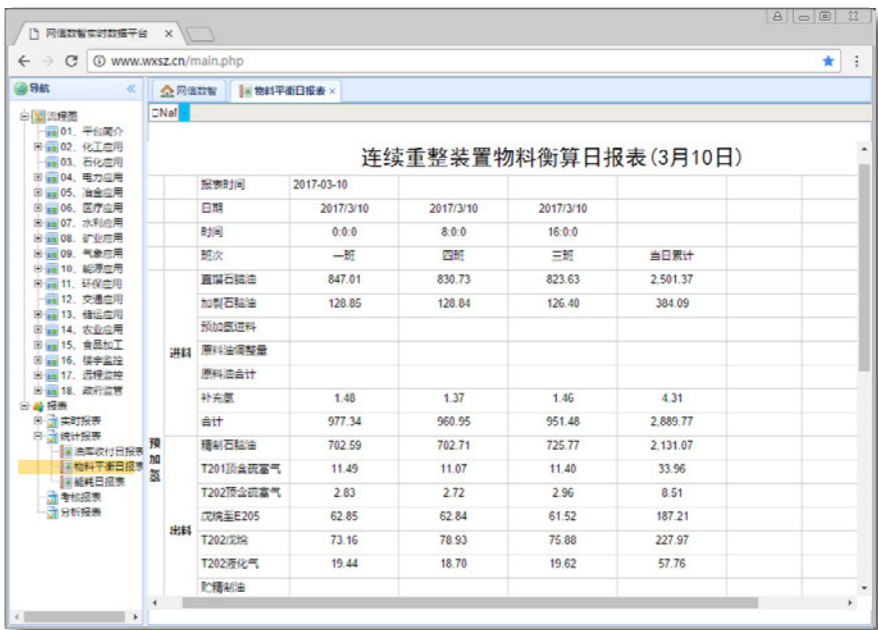 网信数智实时数据平台
www.wxsz.cn/main.php
导航
网信数智
物料平衡日报表
流程图
01、平台简介
02、化工应用
03、石化应用
04、电力应用
05、冶金应用
06、医疗应用
07、水利应用
08、矿业应用
09、气象应用
10、能源应用
11、环保应用
12、交通应用
13、储运应用
14、农业应用
15、食品加工
16、楼宇监控
17、远程监控
18、政府监管
报表
实时报表
统计报表
油库收付日报表
物料平衡日报表
能耗日报表
考核报表
分析报表
连续重整装置物料衡算日报表(3月10日)
报表时间 2017-03-10
日期 2017/3/10 2017/3/10 2017/3/10
时间 0:0:0 8:0:0 16:0:0
班次 一班 四班 三班 当日累计
预加氢
进料
直馏石脑油 847.01 830.73 823.63 2,501.37
加裂石脑油 128.85 128.84 126.40 384.09
预加氢进料
原料油调整量
原料油合计
补充氢 1.48 1.37 1.46 4.31
合计 977.34 960.95 951.48 2,889.77
出料
精制石脑油 702.59 702.71 725.77 2,131.07
T201顶含硫富气 11.49 11.07 11.40 33.96
T202顶含硫富气 2.83 2.72 2.96 8.51
戊烷至E205 62.85 62.84 61.52 187.21
T202戊烷 73.16 78.93 75.88 227.97
T202液化气 19.44 18.70 19.62 57.76
贮精制油